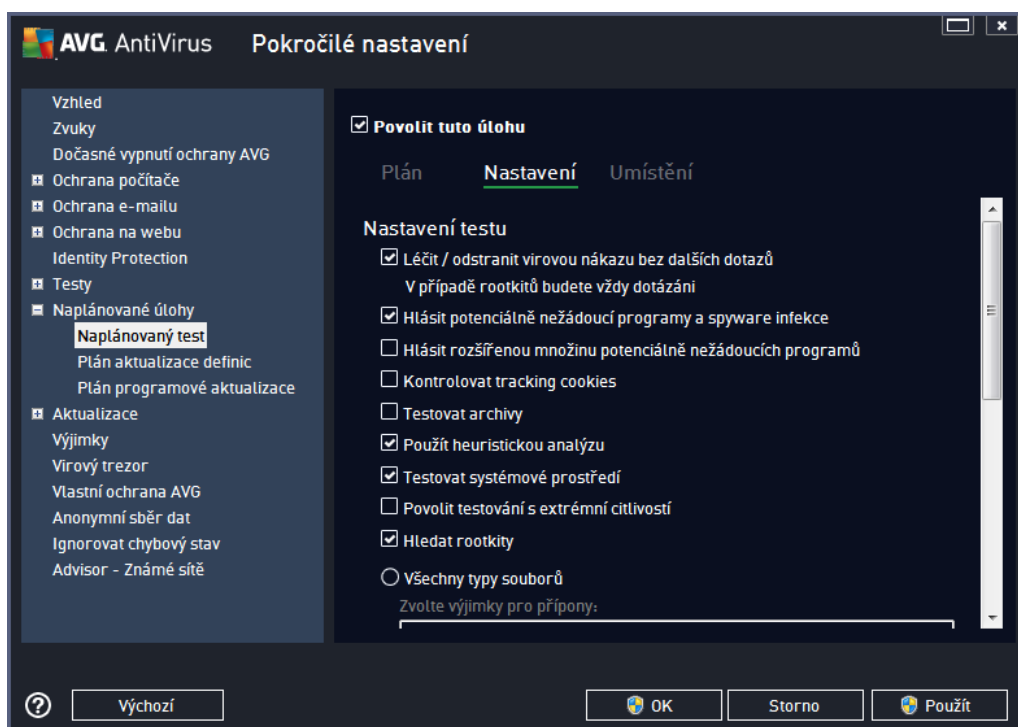 AVG. AntiVirus Pokročilé nastavení
Vzhled
Zvuky
Dočasné vypnutí ochrany AVG
Ochrana počítače
Ochrana e-mailu
Ochrana na webu
Identity Protection
Testy
Naplánované úlohy
Naplánovaný test
Plán aktualizace definic
Plán programové aktualizace
Aktualizace
Výjimky
Virový trezor
Vlastní ochrana AVG
Anonymní sběr dat
Ignorovat chybový stav
Advisor - Známé sítě
Povolit tuto úlohu
Plán Nastavení Umístění
Nastavení testu
Léčit / odstranit virovou nákazu bez dalších dotazů
V případě rootkitů budete vždy dotázáni
Hlásit potenciálně nežádoucí programy a spyware infekce
Hlásit rozšířenou množinu potenciálně nežádoucích programů
Kontrolovat tracking cookies
Testovat archivy
Použít heuristickou analýzu
Testovat systémové prostředí
Povolit testování s extrémní citlivostí
Hledat rootkity
Všechny typy souborů
Zvolte výjimky pro přípony:
? Výchozí OK Storno Použít